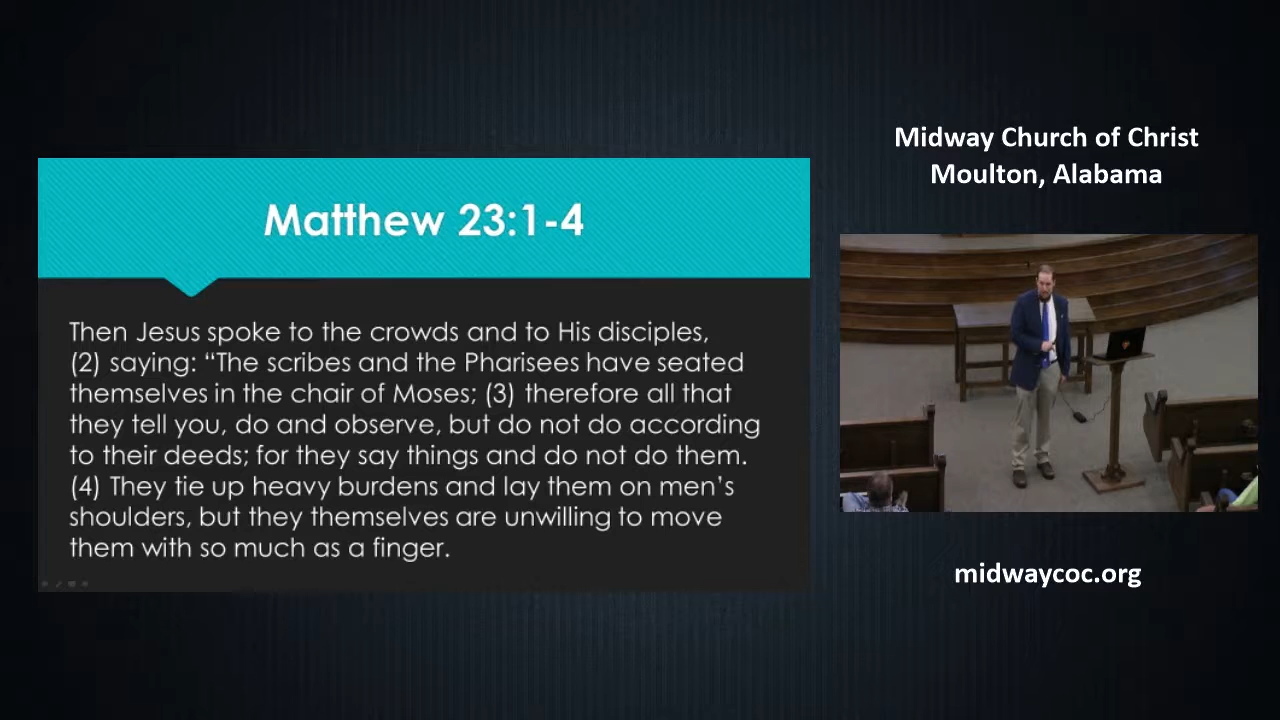 Matthew 23:1-4
Then Jesus spoke to the crowds and to His disciples,
(2) saying: “The scribes and the Pharisees have seated
themselves in the chair of Moses; (3) therefore all that
they tell you, do and observe, but do not do according
to their deeds; for they say things and do not do them.
(4) They tie up heavy burdens and lay them on men’s
shoulders, but they themselves are unwilling to move
them with so much as a finger.
Midway Church of Christ
Moulton, Alabama
midwaycoc.org